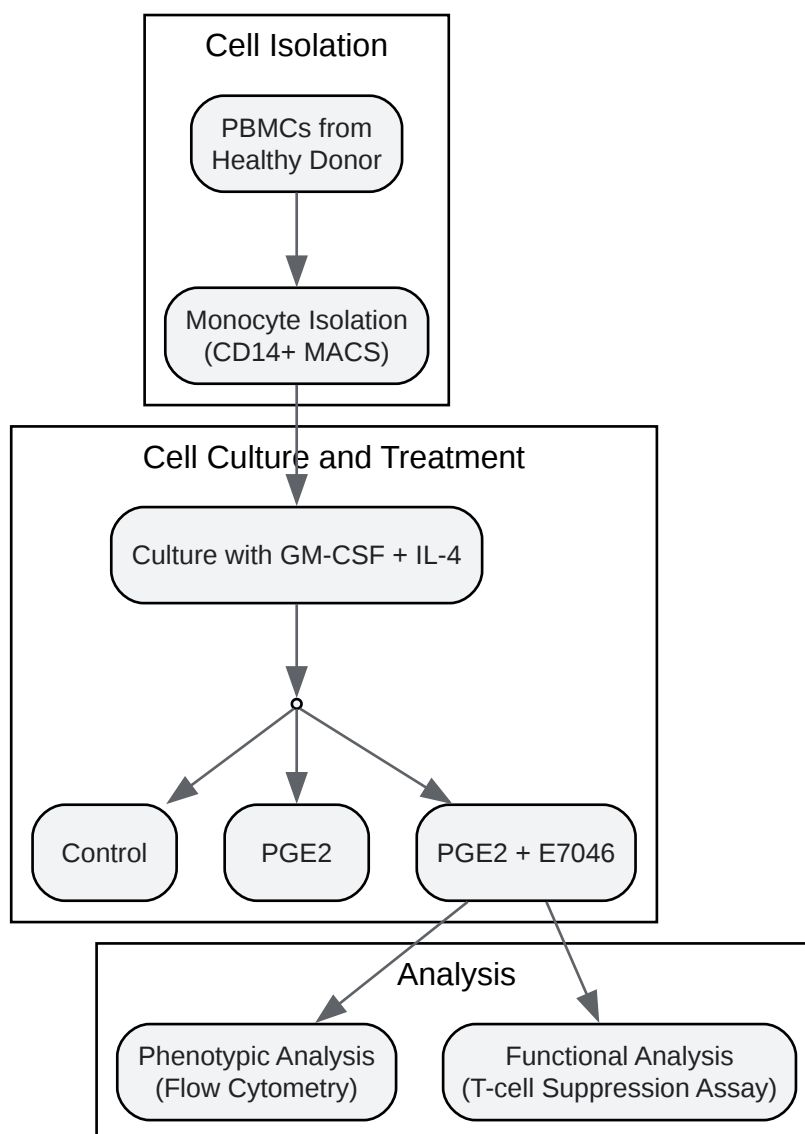 Cell Isolation
PBMCs from
Healthy Donor
Monocyte Isolation
(CD14+ MACS)
Cell Culture and Treatment
Culture with GM-CSF + IL-4
Control
PGE2
PGE2 + E7046
Analysis
Phenotypic Analysis
(Flow Cytometry)
Functional Analysis
(T-cell Suppression Assay)